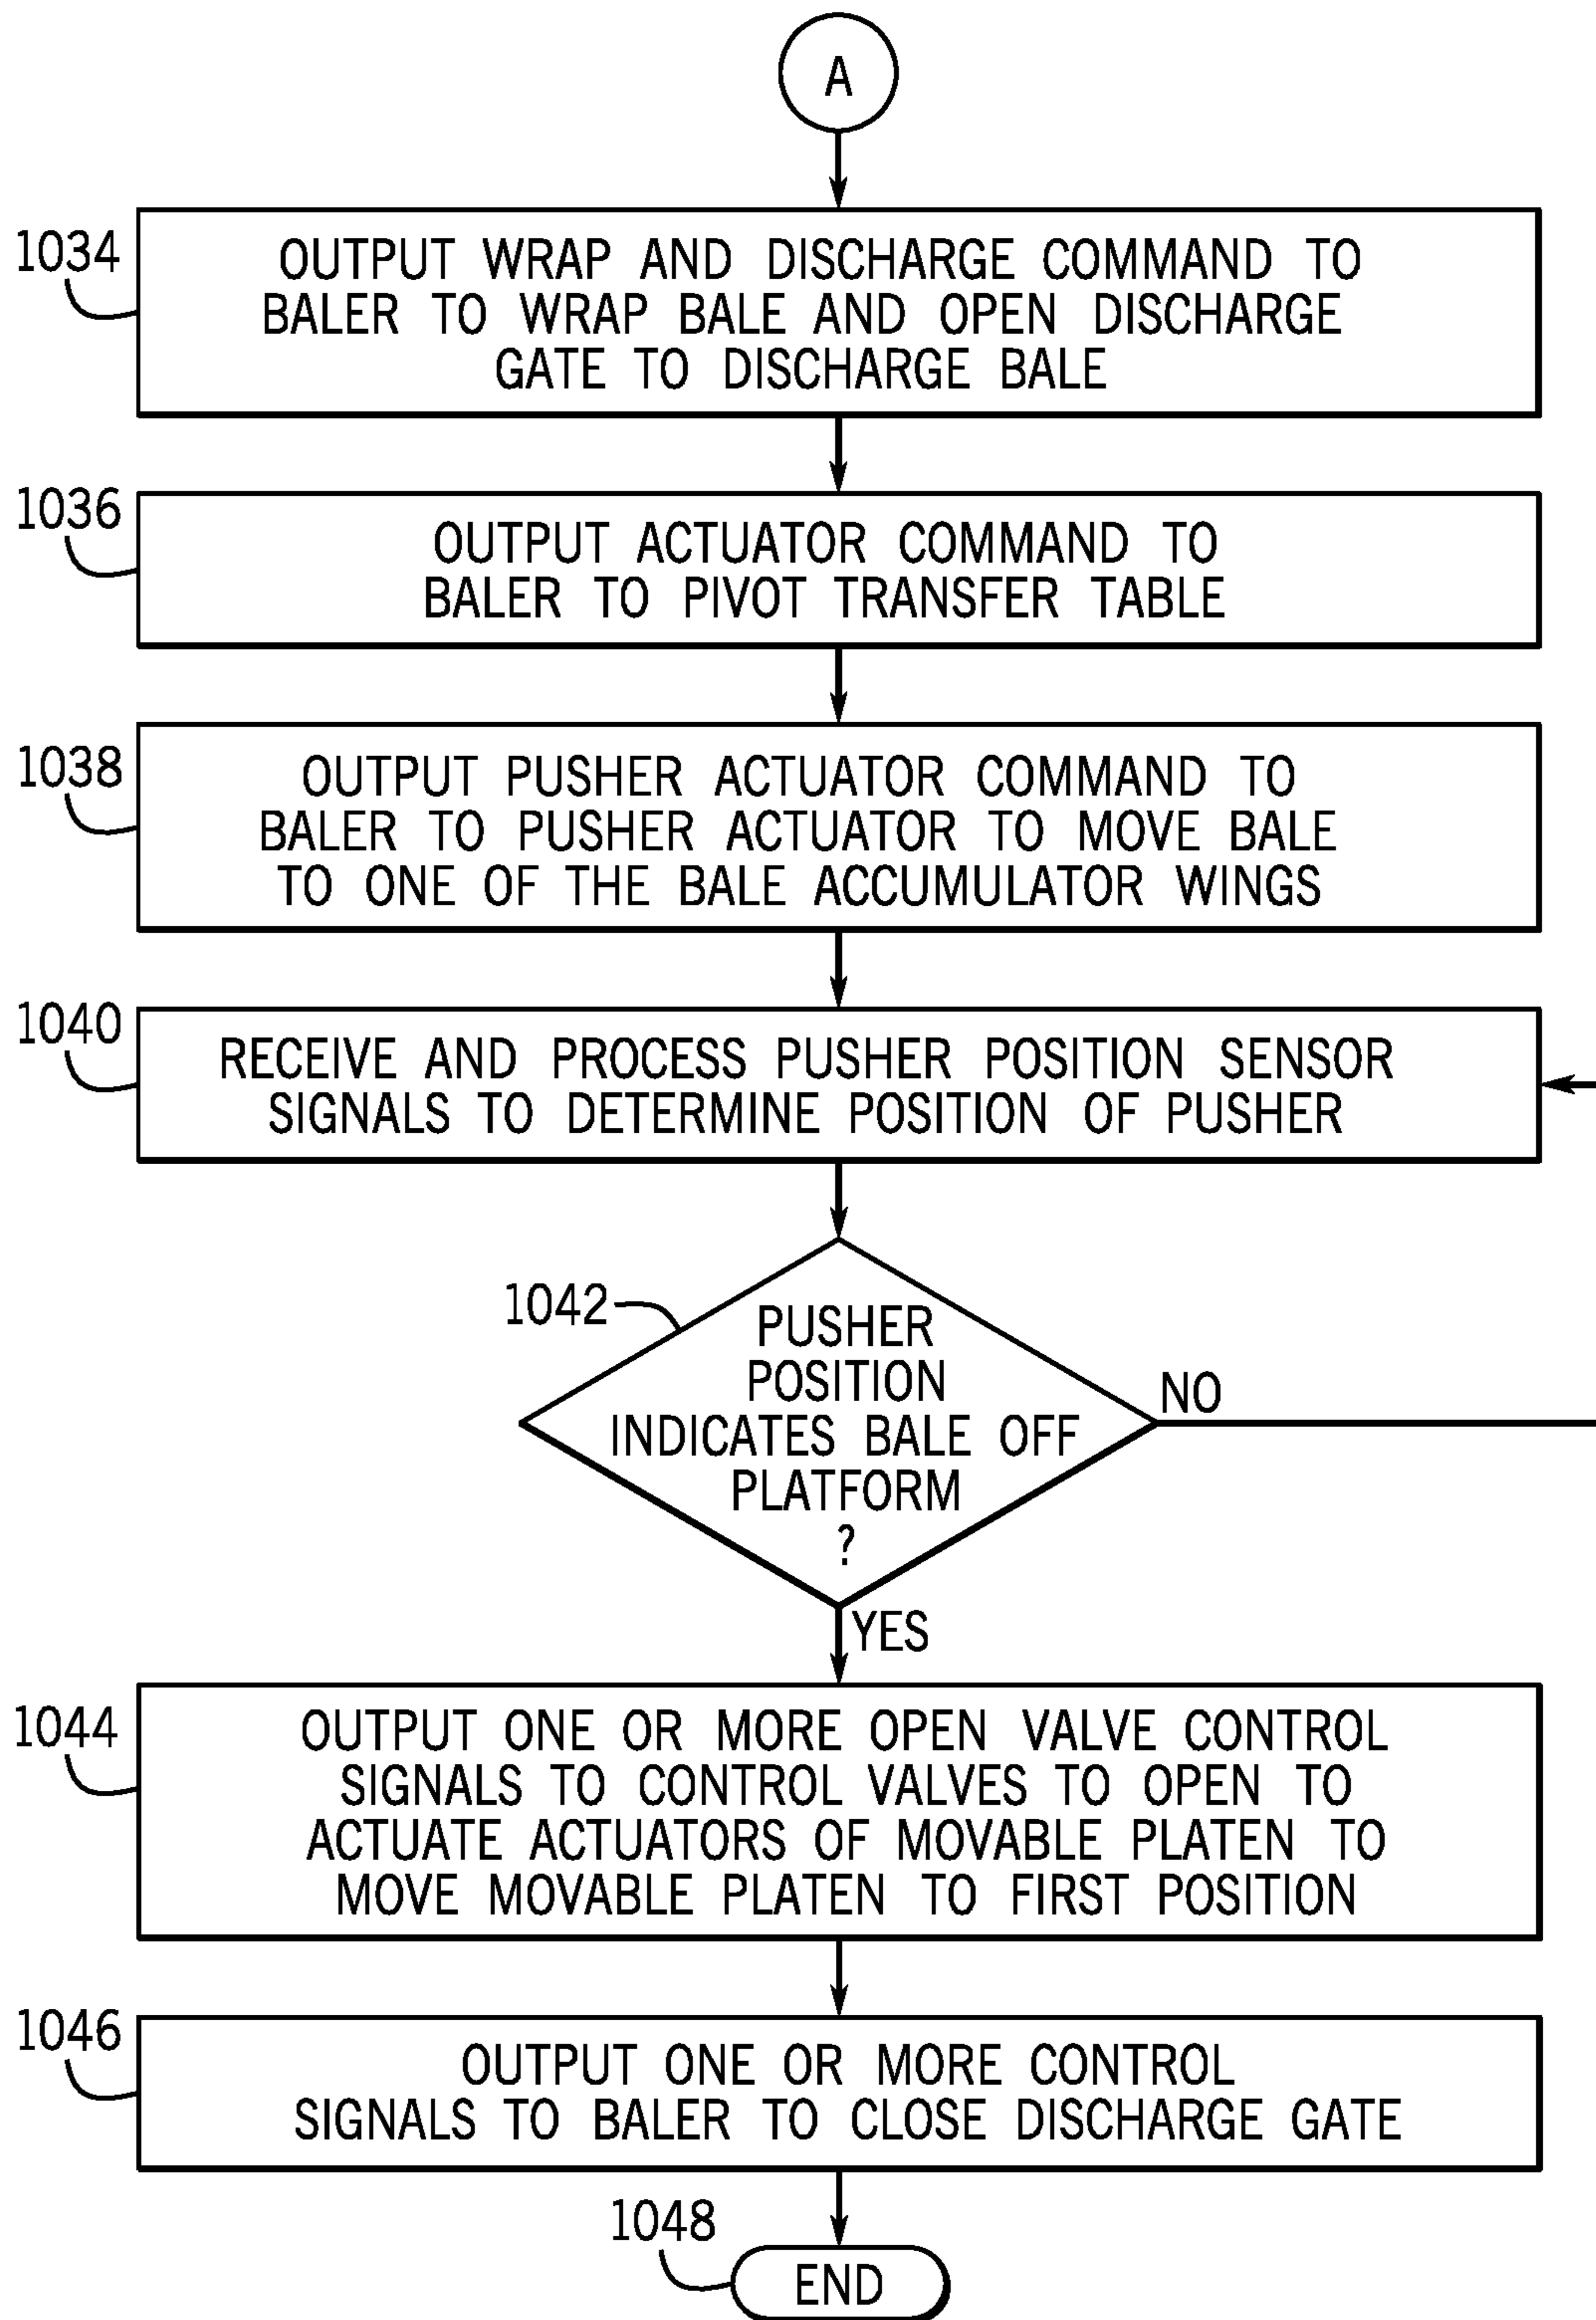 A
1034
OUTPUT WRAP AND DISCHARGE COMMAND TO
BALER TO WRAP BALE AND OPEN DISCHARGE
GATE TO DISCHARGE BALE
1036
OUTPUT ACTUATOR COMMAND TO
BALER TO PIVOT TRANSFER TABLE
1038
OUTPUT PUSHER ACTUATOR COMMAND TO
BALER TO PUSHER ACTUATOR TO MOVE BALE
TO ONE OF THE BALE ACCUMULATOR WINGS
1040
RECEIVE AND PROCESS PUSHER POSITION SENSOR
SIGNALS TO DETERMINE POSITION OF PUSHER
1042
PUSHER
POSITION
INDICATES BALE OFF
PLATFORM
?
NO
YES
1044
OUTPUT ONE OR MORE OPEN VALVE CONTROL
SIGNALS TO CONTROL VALVES TO OPEN TO
ACTUATE ACTUATORS OF MOVABLE PLATEN TO
MOVE MOVABLE PLATEN TO FIRST POSITION
1046
OUTPUT ONE OR MORE CONTROL
SIGNALS TO BALER TO CLOSE DISCHARGE GATE
1048
END